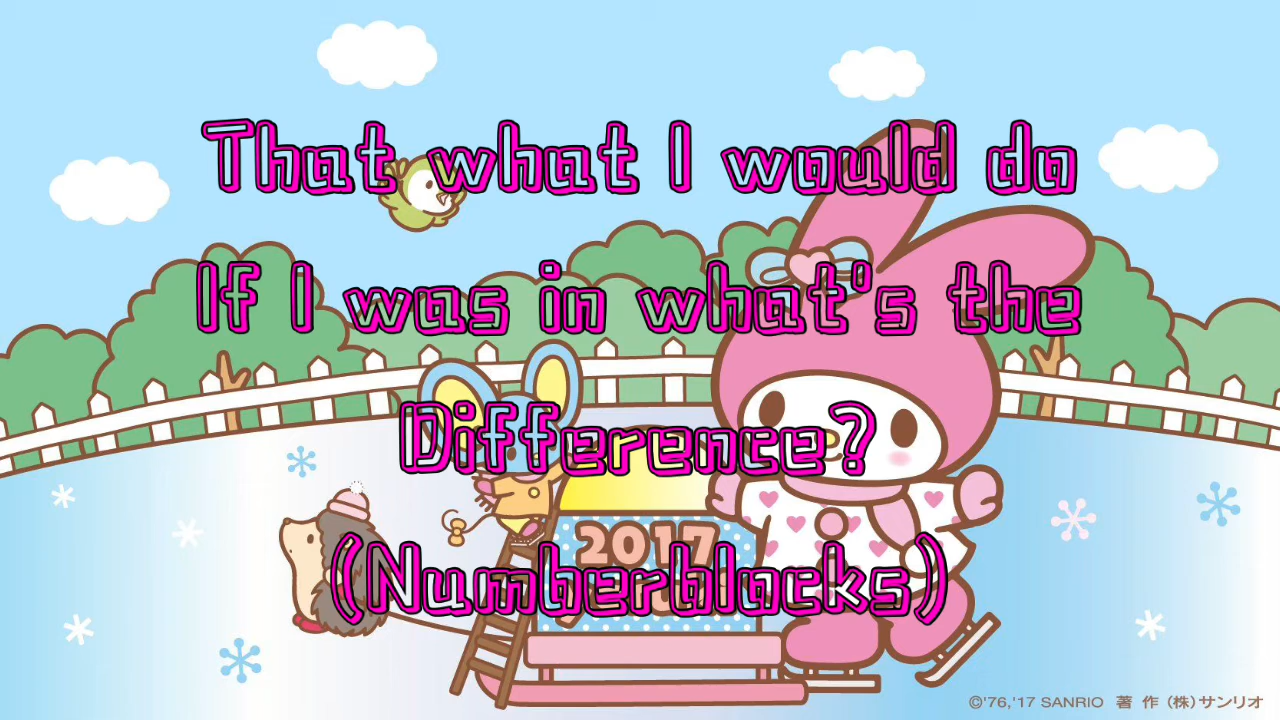 That what I would do
If I was in what's the
Difference?
2017
(Numberblocks)
©'76,'17 SANRIO 著作(株)サンリオ